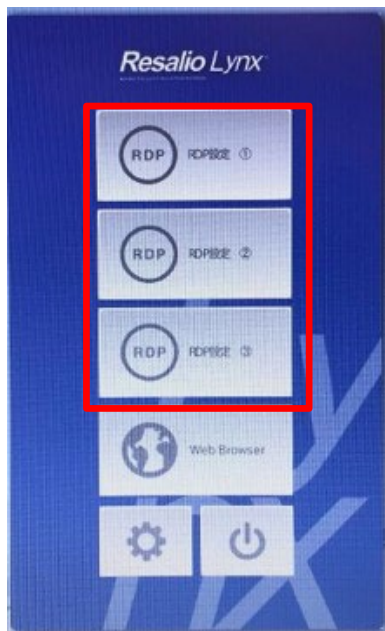 Resalio Lynx
RDP RDP設定 ①
RDP RDP設定 ②
RDP RDP設定 ③
Web Browser